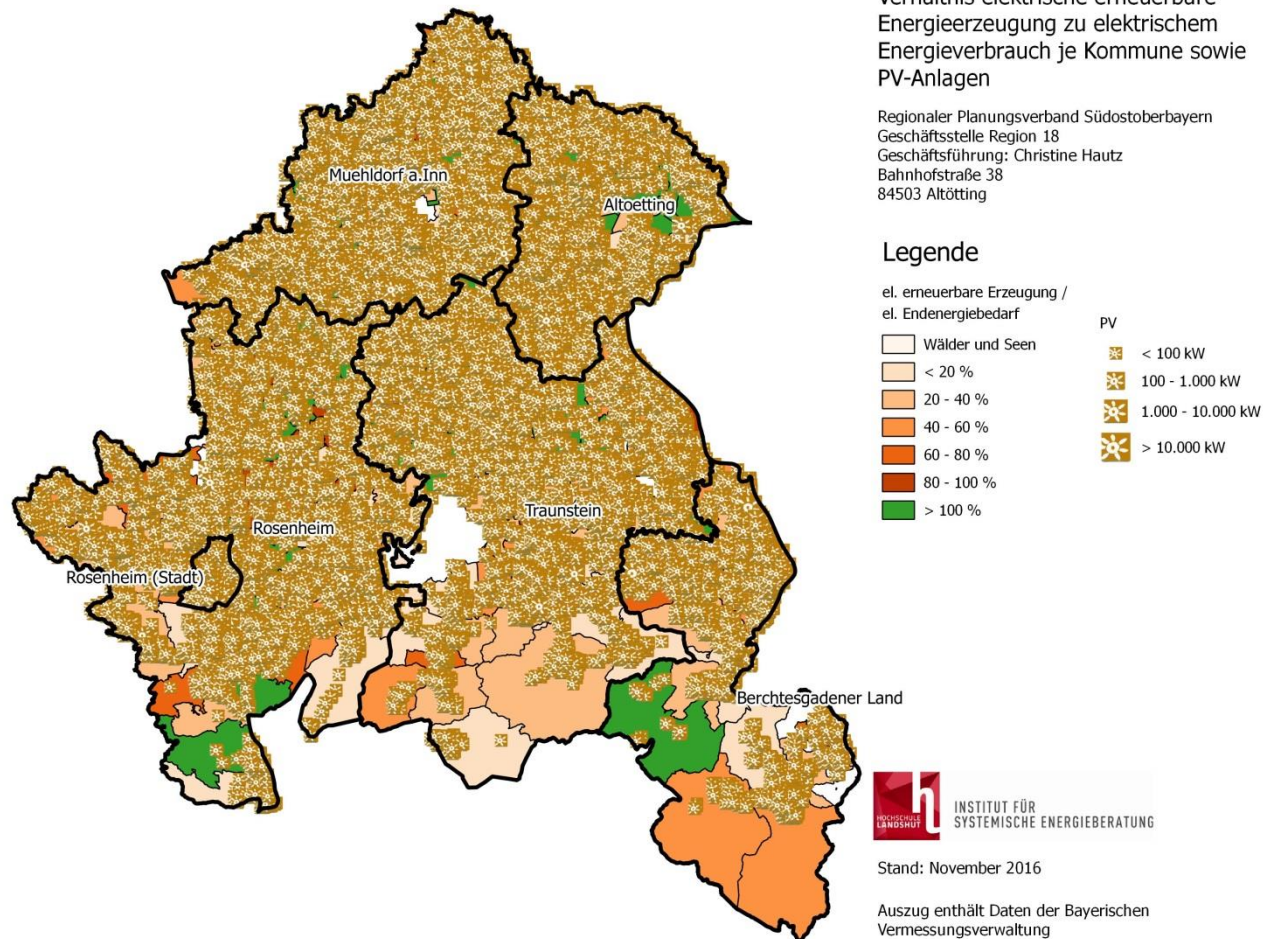 Verhältnis elektrische erneuerbare
Energieerzeugung zu elektrischem
Energieverbrauch je Kommune sowie
PV-Anlagen
Regionaler Planungsverband Südostoberbayern
Geschäftsstelle Region 18
Geschäftsführung: Christine Hautz
Bahnhofstraße 38
84503 Altötting
Legende
el. erneuerbare Erzeugung /
el. Endenergiebedarf
Wälder und Seen
< 20 %
20 - 40 %
40 - 60 %
60 - 80 %
80 - 100 %
> 100 %
PV
< 100 kW
100 - 1.000 kW
1.000 - 10.000 kW
> 10.000 kW
Muehldorf a.Inn
Altoetting
Traunstein
Rosenheim
Rosenheim (Stadt)
Berchtesgadener Land
h
HOCHSCHULE
LANDSHUT
INSTITUT FÜR
SYSTEMISCHE ENERGIEBERATUNG
Stand: November 2016
Auszug enthält Daten der Bayerischen
Vermessungsverwaltung